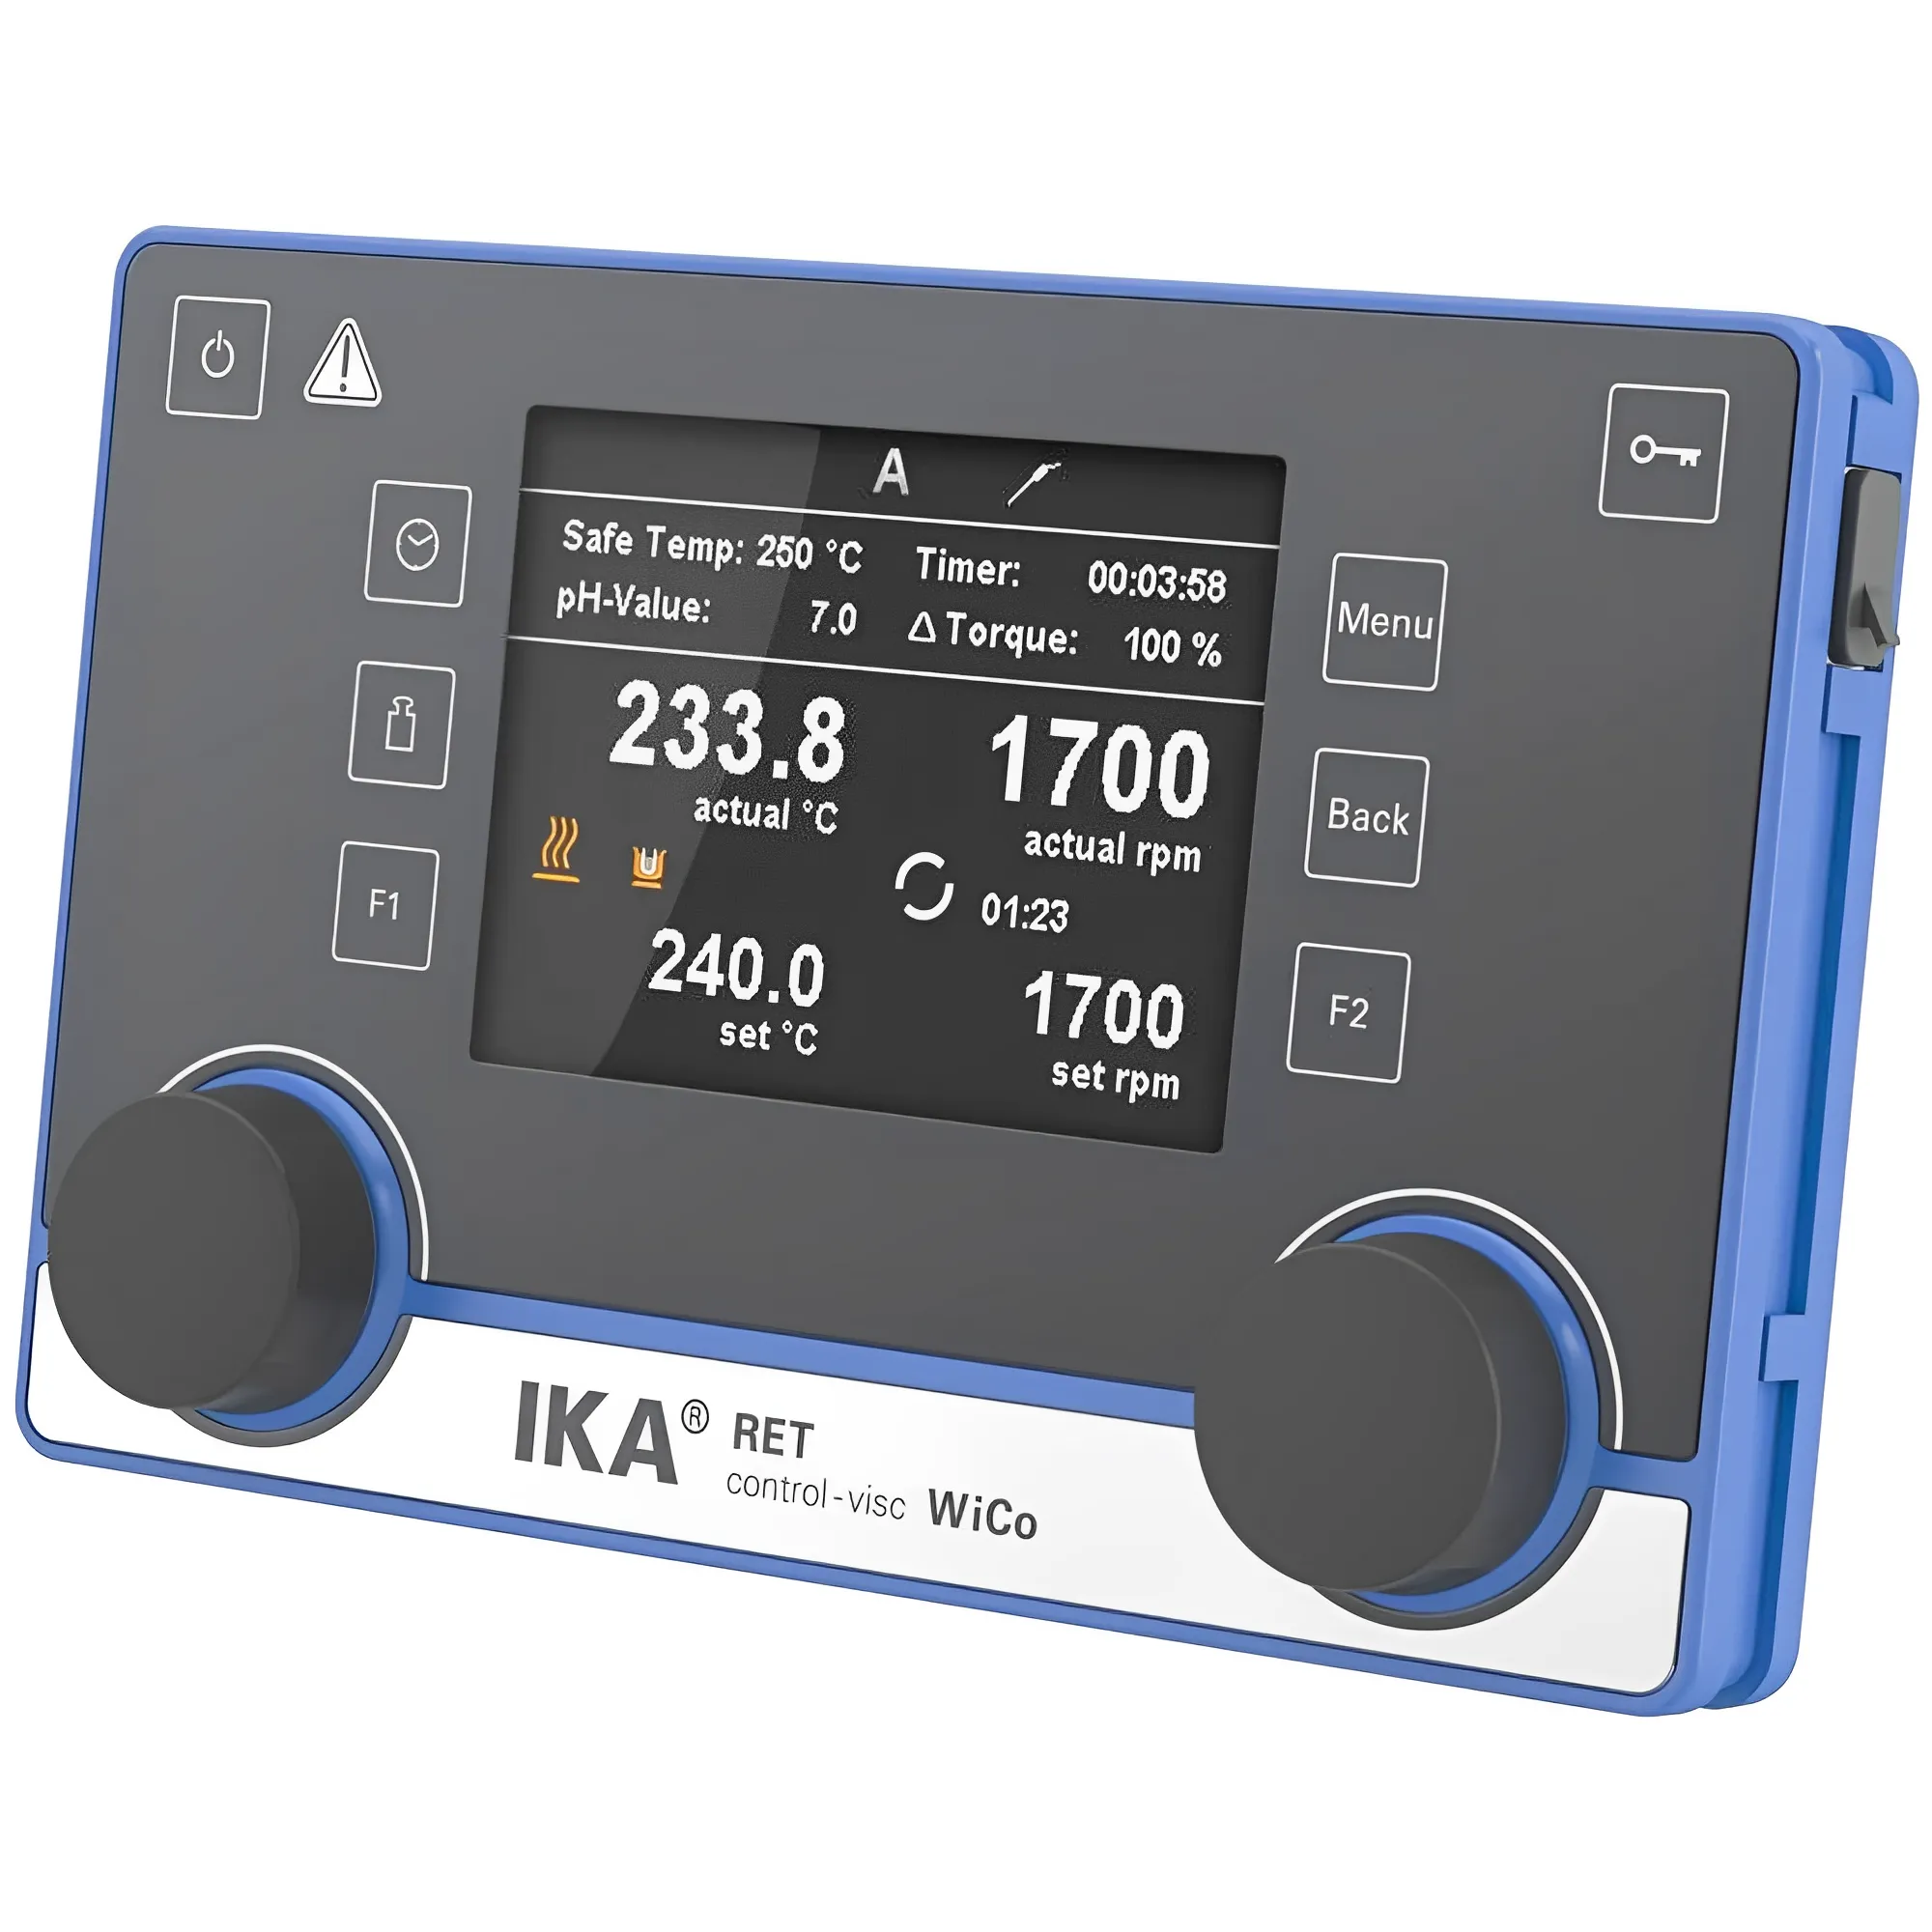 A
Safe Temp: 250 °C Timer: 00:03:58
pH-Value: 7.0 Δ Torque: 100 %
233.8 1700
actual °C actual rpm
01:23
240.0 1700
set °C set rpm
F1
Menu
Back
F2
IKA® RET
control-visc WiCo